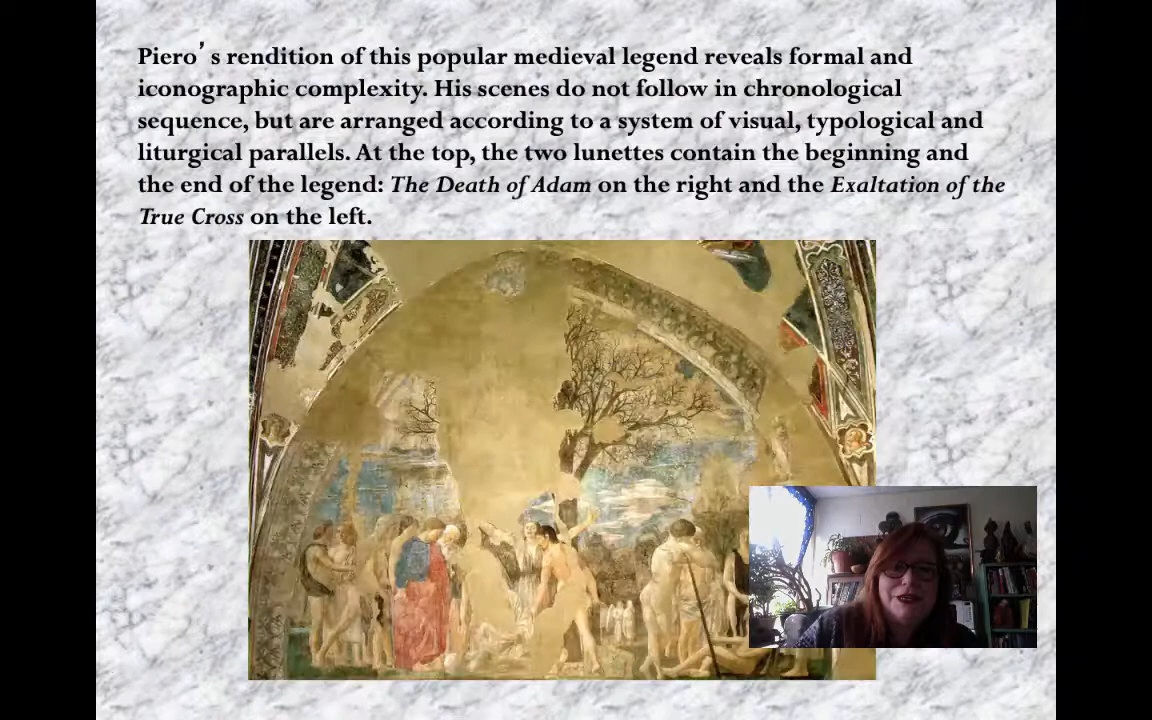 Piero’s rendition of this popular medieval legend reveals formal and
iconographic complexity. His scenes do not follow in chronological
sequence, but are arranged according to a system of visual, typological and
liturgical parallels. At the top, the two lunettes contain the beginning and
the end of the legend: The Death of Adam on the right and the Exaltation of the
True Cross on the left.